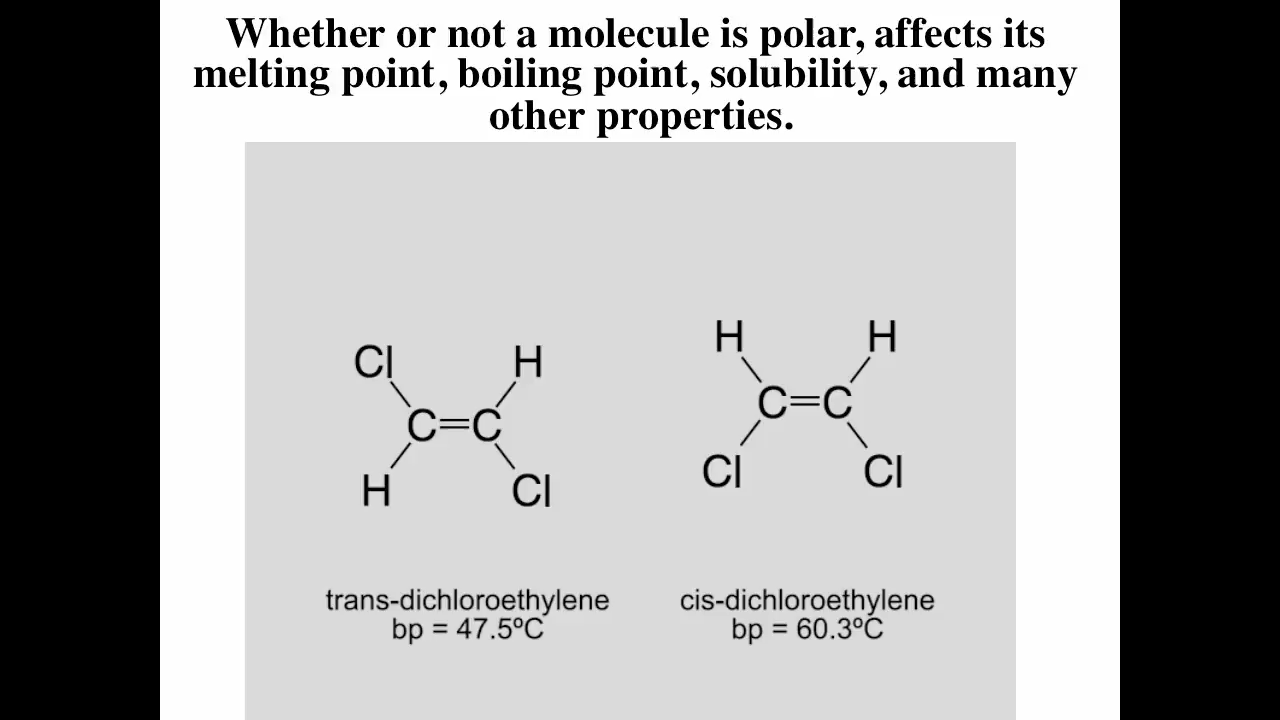 Whether or not a molecule is polar, affects its
melting point, boiling point, solubility, and many
other properties.
Cl H
C=C
H Cl
H H
C=C
Cl Cl
trans-dichloroethylene
bp = 47.5ºC
cis-dichloroethylene
bp = 60.3ºC